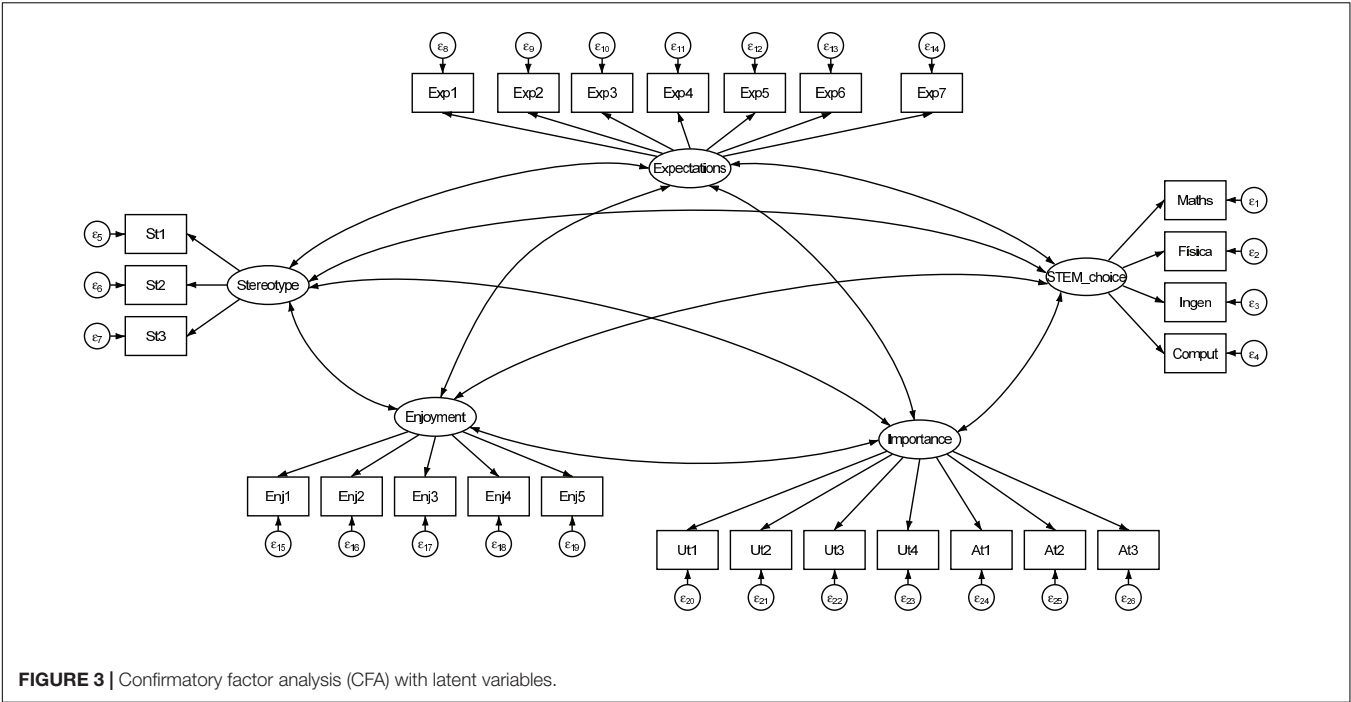 ε8 ε9 ε10 ε11 ε12 ε13 ε14
Exp1 Exp2 Exp3 Exp4 Exp5 Exp6 Exp7
Expectations
Maths ε1
ε5 St1
Física ε2
STEM_choice
ε6 St2 Stereotype
Ingen ε3
ε7 St3
Comput ε4
Enjoyment
Importance
Enj1 Enj2 Enj3 Enj4 Enj5
ε15 ε16 ε17 ε18 ε19
Ut1 Ut2 Ut3 Ut4 At1 At2 At3
ε20 ε21 ε22 ε23 ε24 ε25 ε26
FIGURE 3 | Confirmatory factor analysis (CFA) with latent variables.